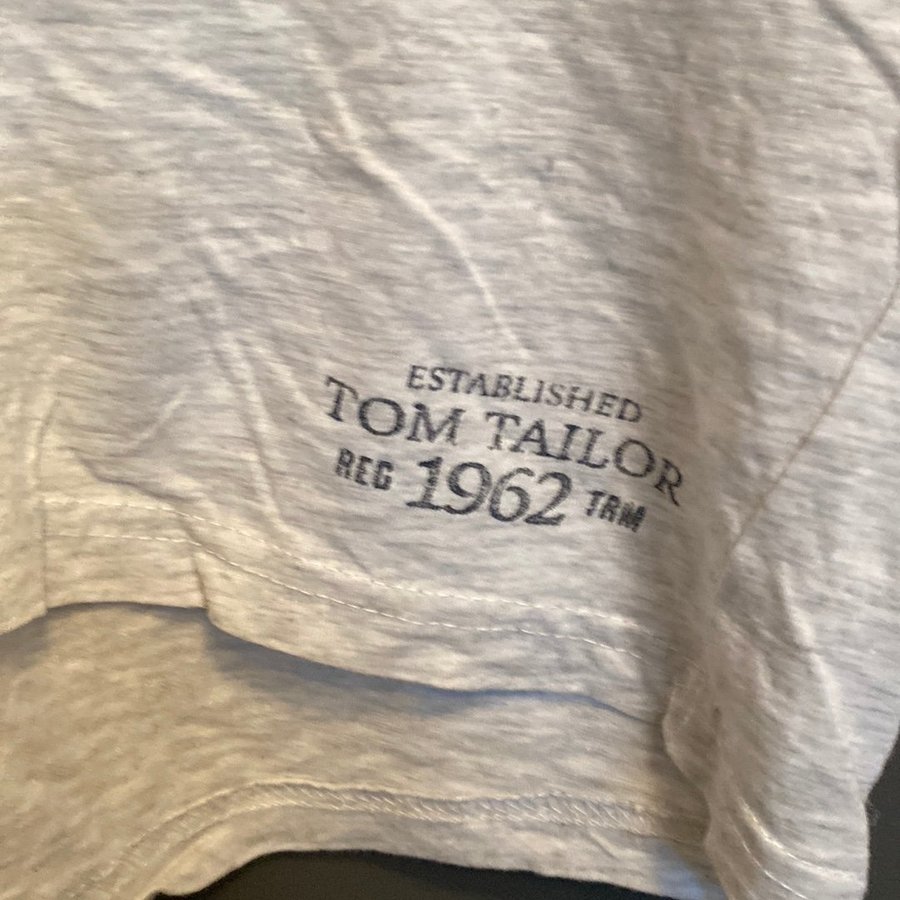 ESTABLISHED
TOM TAILOR
REG 1962 TRM